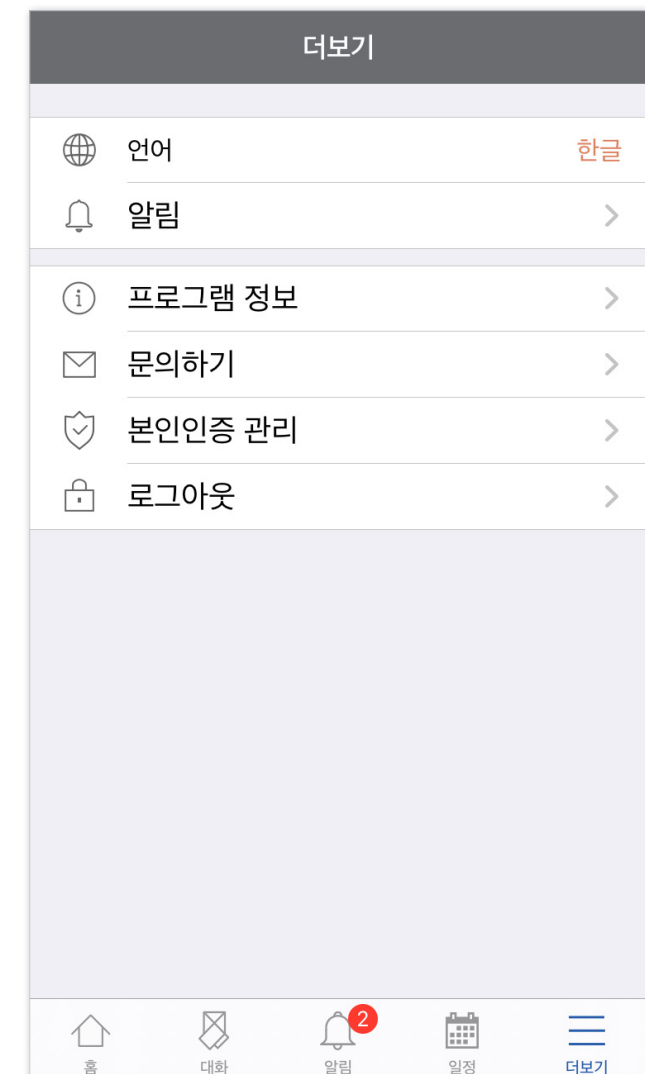 더보기
언어 한글
알림
프로그램 정보
문의하기
본인인증 관리
로그아웃
2
홈 대화 알림 일정 더보기